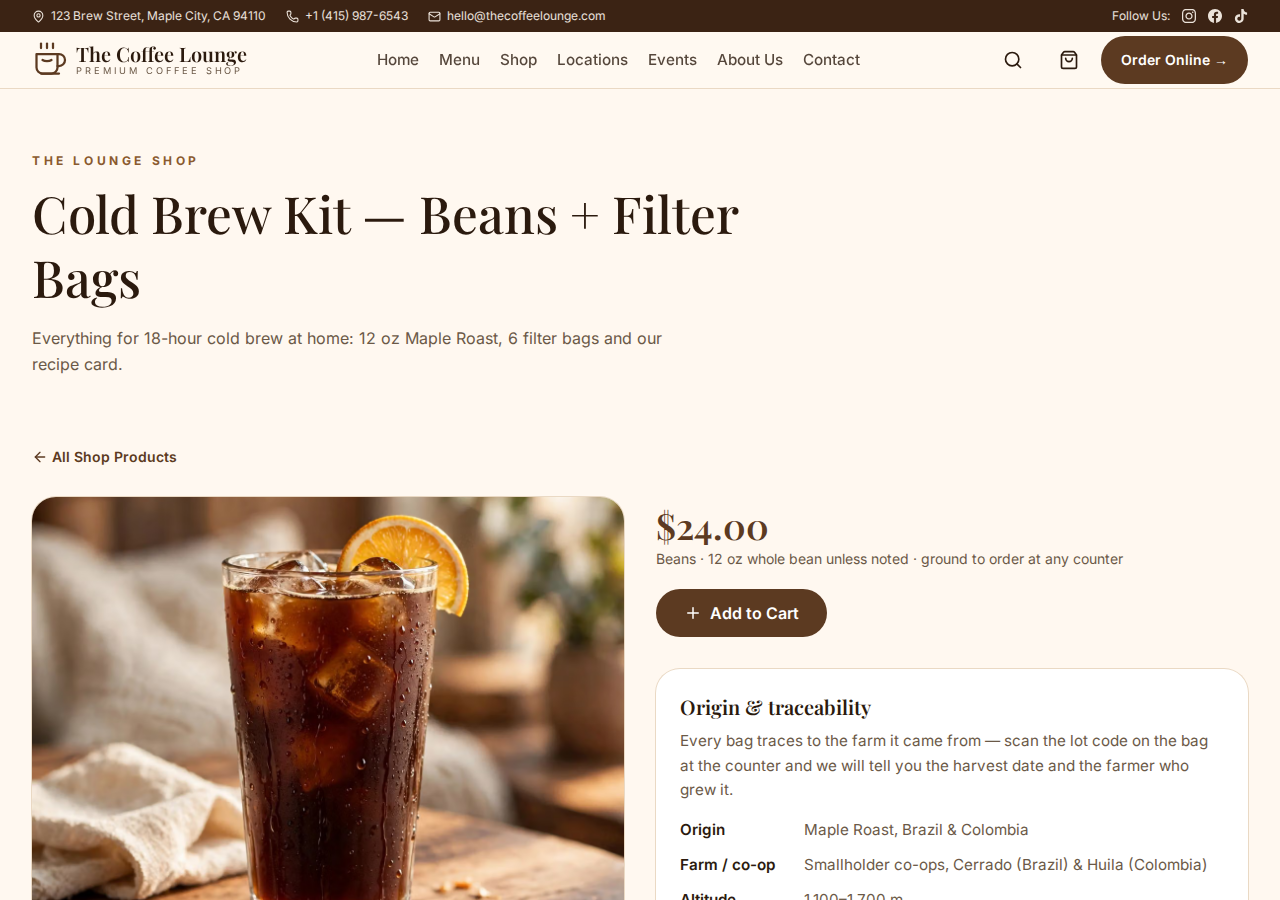 123 Brew Street, Maple City, CA 94110
+1 (415) 987-6543
hello@thecoffeelounge.com
Follow Us:
The Coffee Lounge
PREMIUM COFFEE SHOP
Home
Menu
Shop
Locations
Events
About Us
Contact
Order Online →
THE LOUNGE SHOP
Cold Brew Kit — Beans + Filter
Bags
Everything for 18-hour cold brew at home: 12 oz Maple Roast, 6 filter bags and our
recipe card.
← All Shop Products
$24.00
Beans · 12 oz whole bean unless noted · ground to order at any counter
+ Add to Cart
Origin & traceability
Every bag traces to the farm it came from — scan the lot code on the bag
at the counter and we will tell you the harvest date and the farmer who
grew it.
Origin Maple Roast, Brazil & Colombia
Farm / co-op Smallholder co-ops, Cerrado (Brazil) & Huila (Colombia)
Altitude 1,100–1,700 m